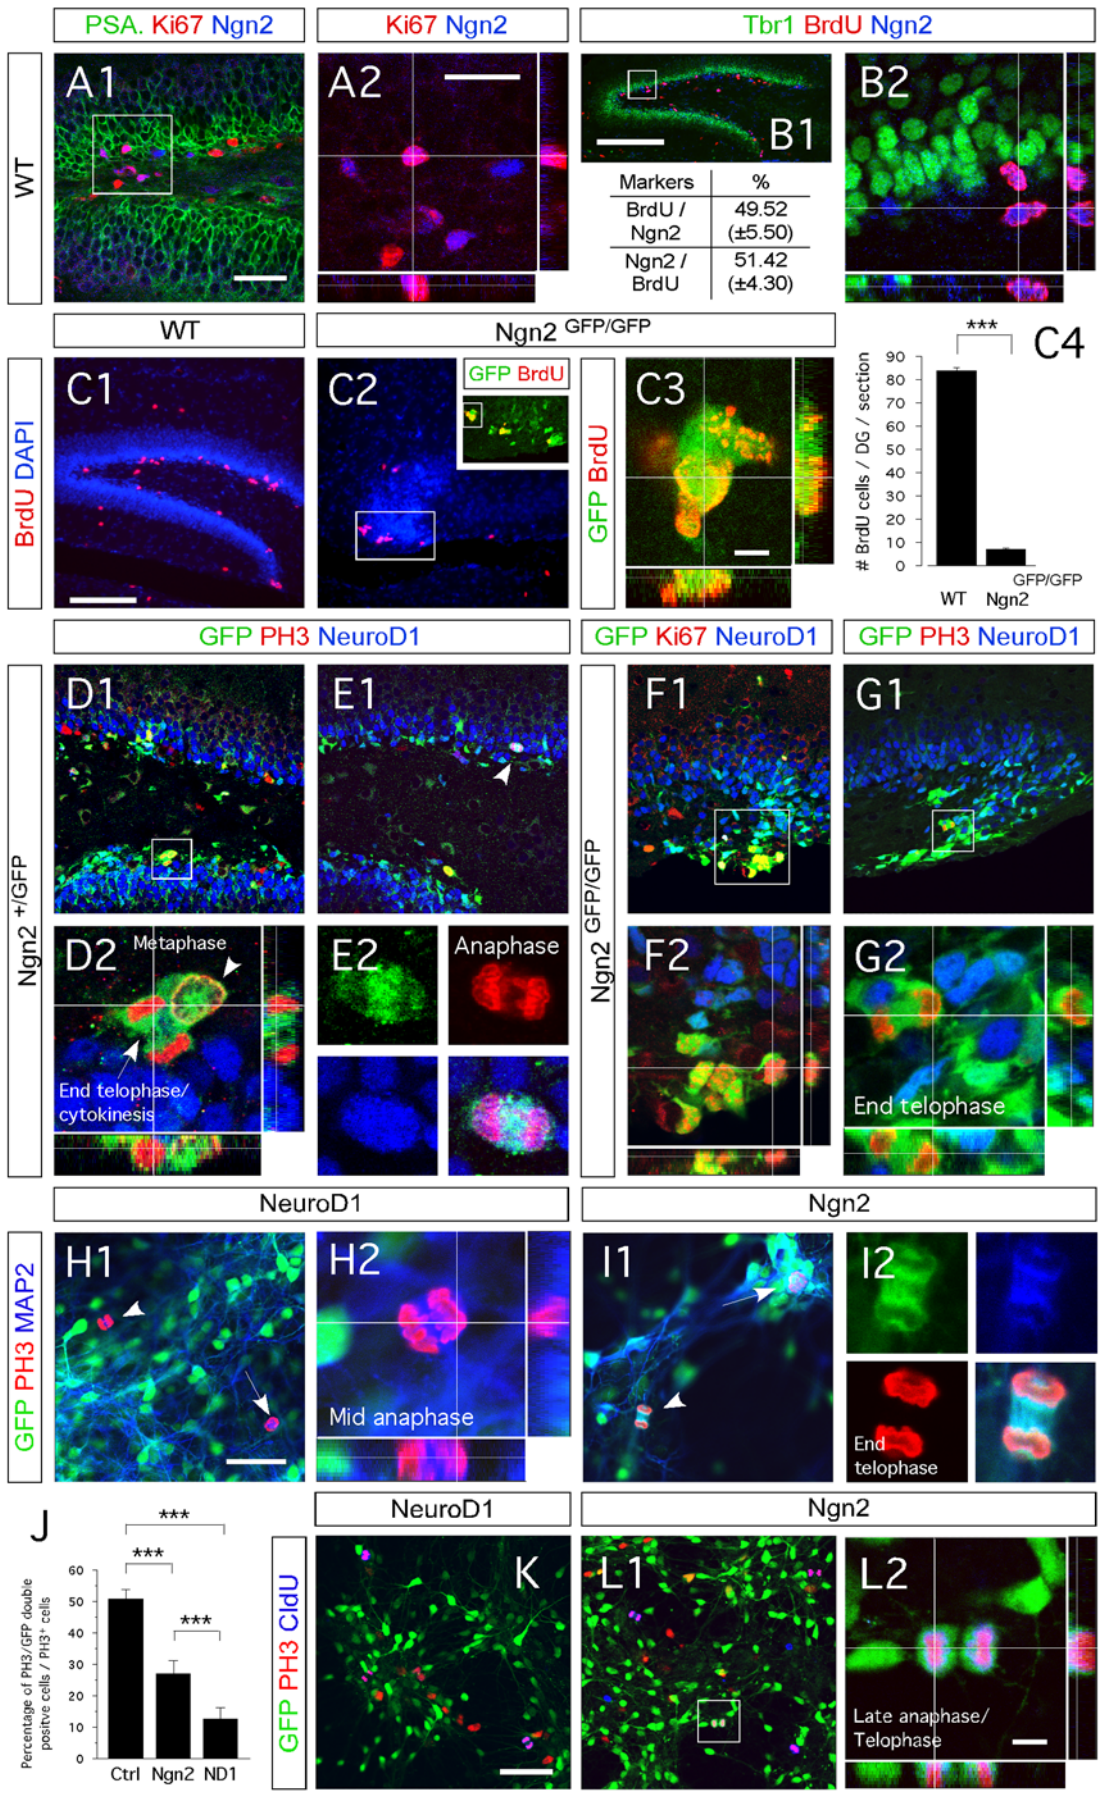 PSA. Ki67 Ngn2
Ki67 Ngn2
Tbr1 BrdU Ngn2
WT
A1
A2
B1
B2
Markers %
BrdU / Ngn2 49.52 (±5.50)
Ngn2 / BrdU 51.42 (±4.30)
WT
Ngn2 GFP/GFP
BrdU DAPI
C1
C2
GFP BrdU
GFP BrdU
C3
C4
***
# BrdU cells / DG / section
90
80
70
60
50
40
30
20
10
0
WT
Ngn2 GFP/GFP
GFP PH3 NeuroD1
GFP Ki67 NeuroD1
GFP PH3 NeuroD1
Ngn2 +/GFP
D1
E1
Ngn2 GFP/GFP
F1
G1
D2
Metaphase
End telophase/
cytokinesis
E2
Anaphase
F2
G2
End telophase
NeuroD1
Ngn2
GFP PH3 MAP2
H1
H2
Mid anaphase
I1
I2
End
telophase
J
***
***
***
Percentage of PH3/GFP double
positve cells / PH3+ cells
60
50
40
30
20
10
0
Ctrl Ngn2 ND1
NeuroD1
Ngn2
GFP PH3 CldU
K
L1
L2
Late anaphase/
Telophase